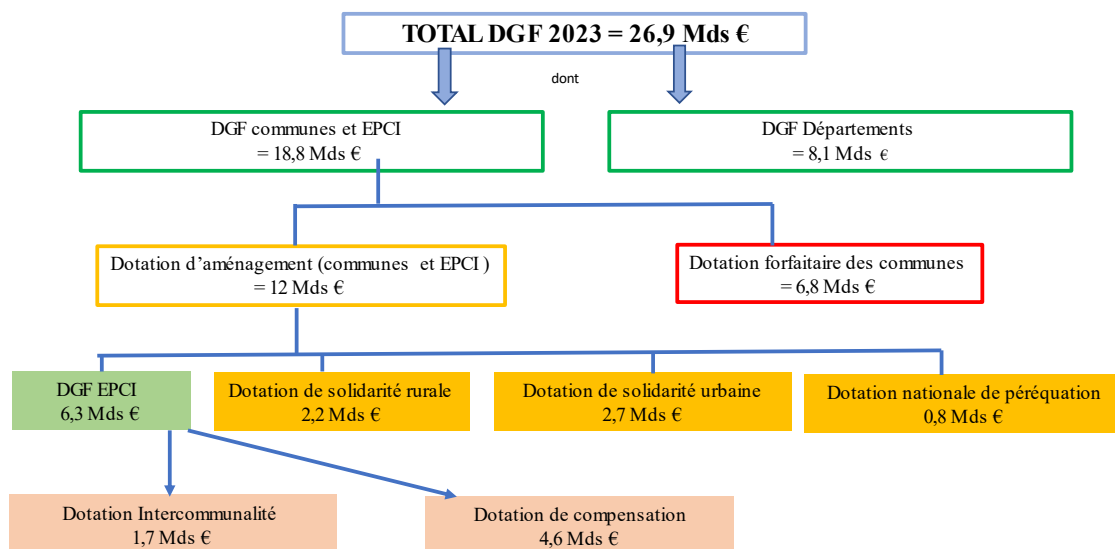 TOTAL DGF 2023 = 26,9 Mds €
dont
DGF communes et EPCI
= 18,8 Mds €
DGF Départements
= 8,1 Mds €
Dotation d'aménagement (communes et EPCI )
= 12 Mds €
Dotation forfaitaire des communes
= 6,8 Mds €
DGF EPCI
6,3 Mds €
Dotation de solidarité rurale
2,2 Mds €
Dotation de solidarité urbaine
2,7 Mds €
Dotation nationale de péréquation
0,8 Mds €
Dotation Intercommunalité
1,7 Mds €
Dotation de compensation
4,6 Mds €